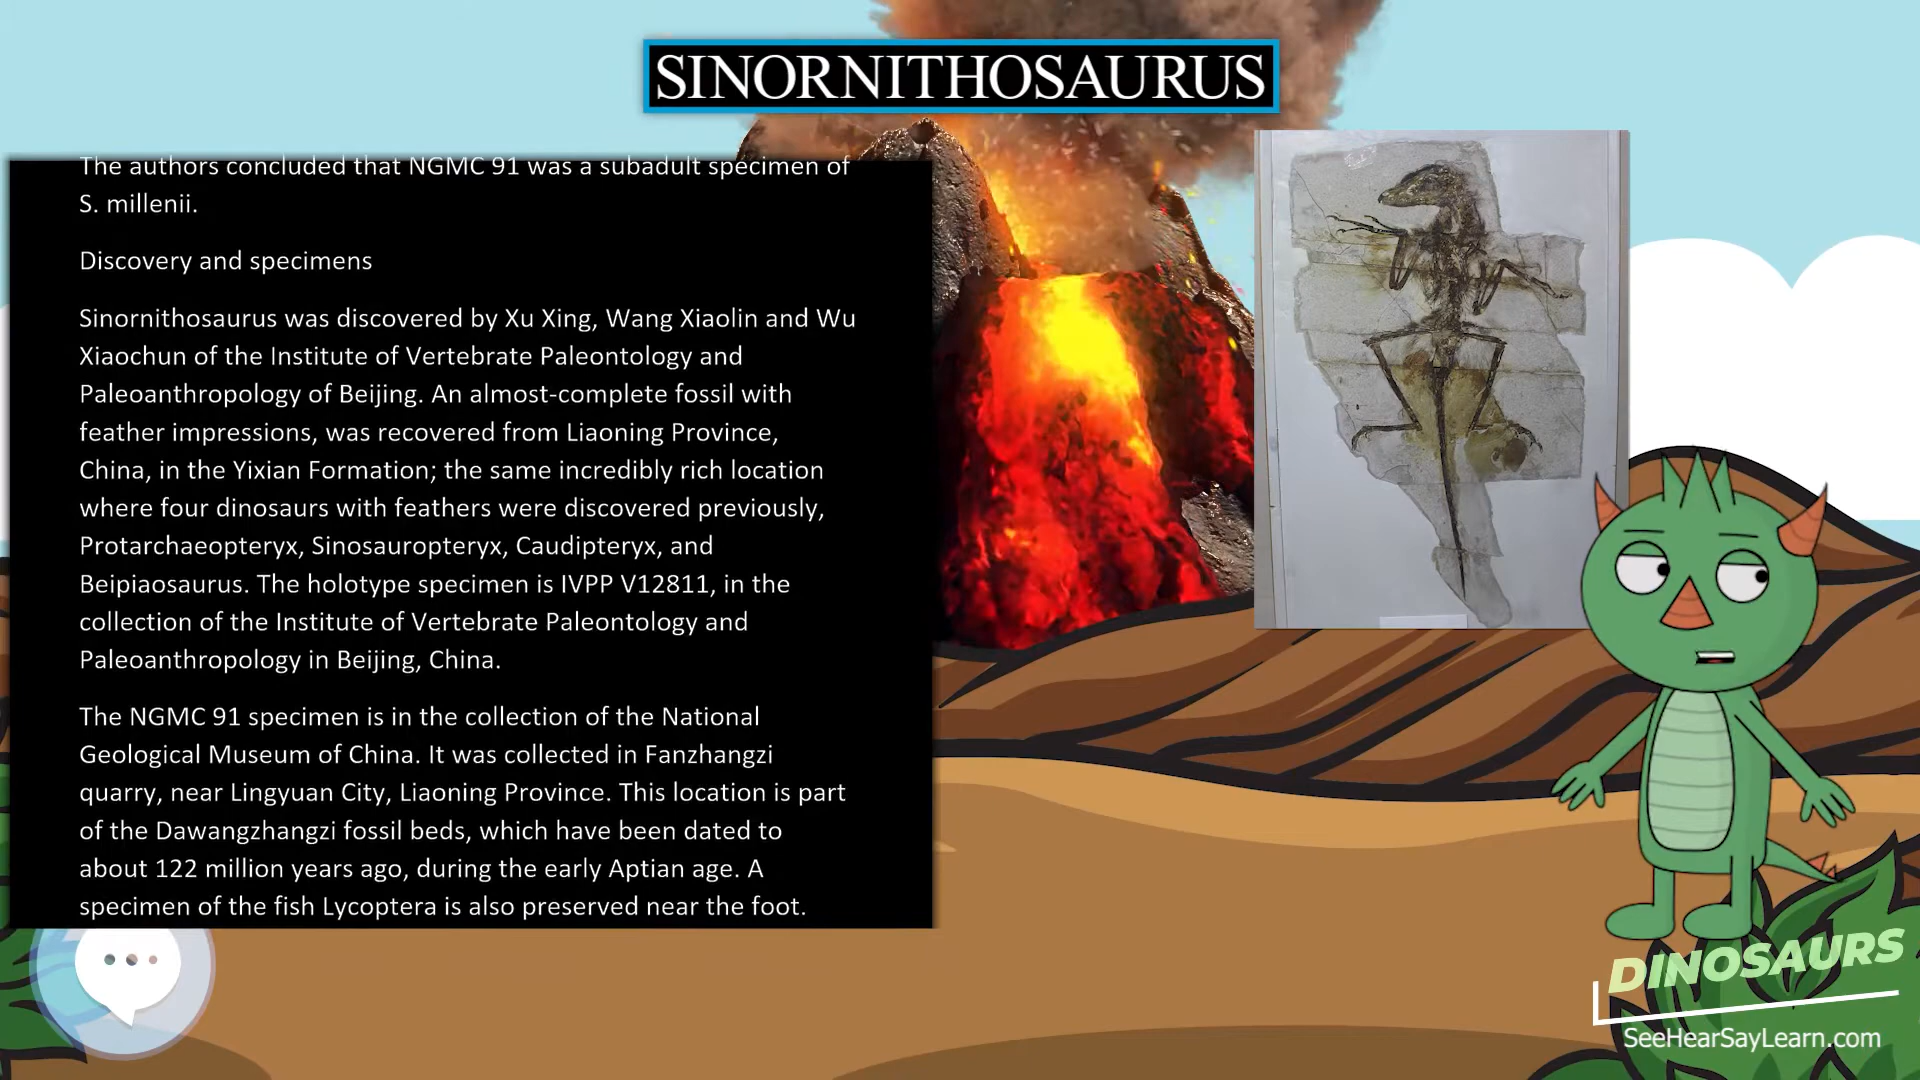 SINORNITHOSAURUS
The authors concluded that NGMC 91 was a subadult specimen of
S. millenii.
Discovery and specimens
Sinornithosaurus was discovered by Xu Xing, Wang Xiaolin and Wu
Xiaochun of the Institute of Vertebrate Paleontology and
Paleoanthropology of Beijing. An almost-complete fossil with
feather impressions, was recovered from Liaoning Province,
China, in the Yixian Formation; the same incredibly rich location
where four dinosaurs with feathers were discovered previously,
Protarchaeopteryx, Sinosauropteryx, Caudipteryx, and
Beipiaosaurus. The holotype specimen is IVPP V12811, in the
collection of the Institute of Vertebrate Paleontology and
Paleoanthropology in Beijing, China.
The NGMC 91 specimen is in the collection of the National
Geological Museum of China. It was collected in Fanzhangzi
quarry, near Lingyuan City, Liaoning Province. This location is part
of the Dawangzhangzi fossil beds, which have been dated to
about 122 million years ago, during the early Aptian age. A
specimen of the fish Lycoptera is also preserved near the foot.
DINOSAURS
SeeHearSayLearn.com